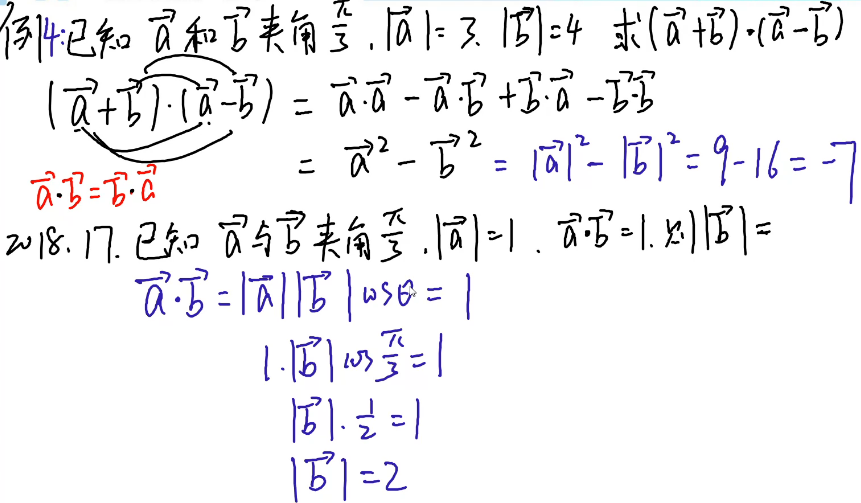 例4:已知 $\vec{a}$ 和 $\vec{b}$ 夹角 $\frac{\pi}{3}$, $|\vec{a}|=3$, $|\vec{b}|=4$ 求 $(\vec{a}+\vec{b})\cdot(\vec{a}-\vec{b})$
$(\vec{a}+\vec{b})\cdot(\vec{a}-\vec{b}) = \vec{a}\cdot\vec{a}-\vec{a}\cdot\vec{b}+\vec{b}\cdot\vec{a}-\vec{b}\cdot\vec{b}$
$= \vec{a}^2-\vec{b}^2=|\vec{a}|^2-|\vec{b}|^2=9-16=-7$
$\vec{a}\cdot\vec{b}=\vec{b}\cdot\vec{a}$
2018.17. 已知 $\vec{a}$ 与 $\vec{b}$ 夹角 $\frac{\pi}{3}$, $|\vec{a}|=1$, $\vec{a}\cdot\vec{b}=1$. 则 $|\vec{b}|=$
$\vec{a}\cdot\vec{b}=|\vec{a}||\vec{b}|\cos\theta=1$
$1\cdot|\vec{b}|\cos\frac{\pi}{3}=1$
$|\vec{b}|\cdot\frac{1}{2}=1$
$|\vec{b}|=2$